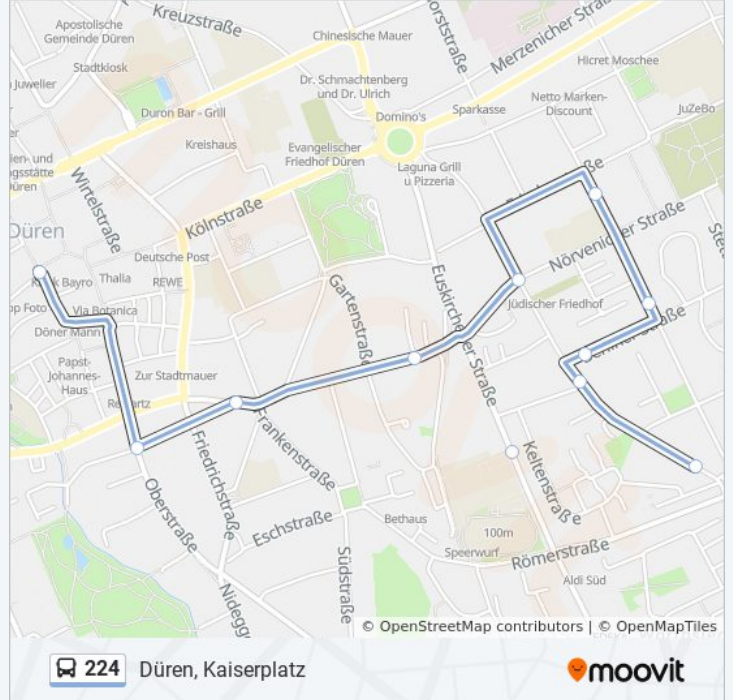 Apostolische
Gemeinde Düren
Kreuzstraße
Chinesische Mauer
Merzenicher
Stadtkiosk
Hicret Moschee
Juweller
Dr. Schmachtenberg
und Dr. Ulrich
Netto Marken-
Discount
JuZeBo
Duron Bar - Grill
Domino's
Sparkasse
Kreishaus
Evangelischer
Friedhof Düren
Laguna Grill
u Pizzeria
Wirtelstraße
Kölnstraße
Düren
Deutsche Post
Nörvenicher Straße
Bayro
Thalia
REWE
Gartenstraße
Euskirchener Straße
Jüdischer Friedhof
Foto
Via Botanica
Döner Mann
Papst-
Johannes-
Haus
Zur Stadtmauer
Frankenstraße
Friedrichstraße
Keltenstraße
Oberstraße
Eschstraße
Bethaus
100m
Speerwurf
Römerstraße
Südstraße
Aldi Süd
© OpenStreetMap contributors | © OpenMapTiles
224 Düren, Kaiserplatz
moovit